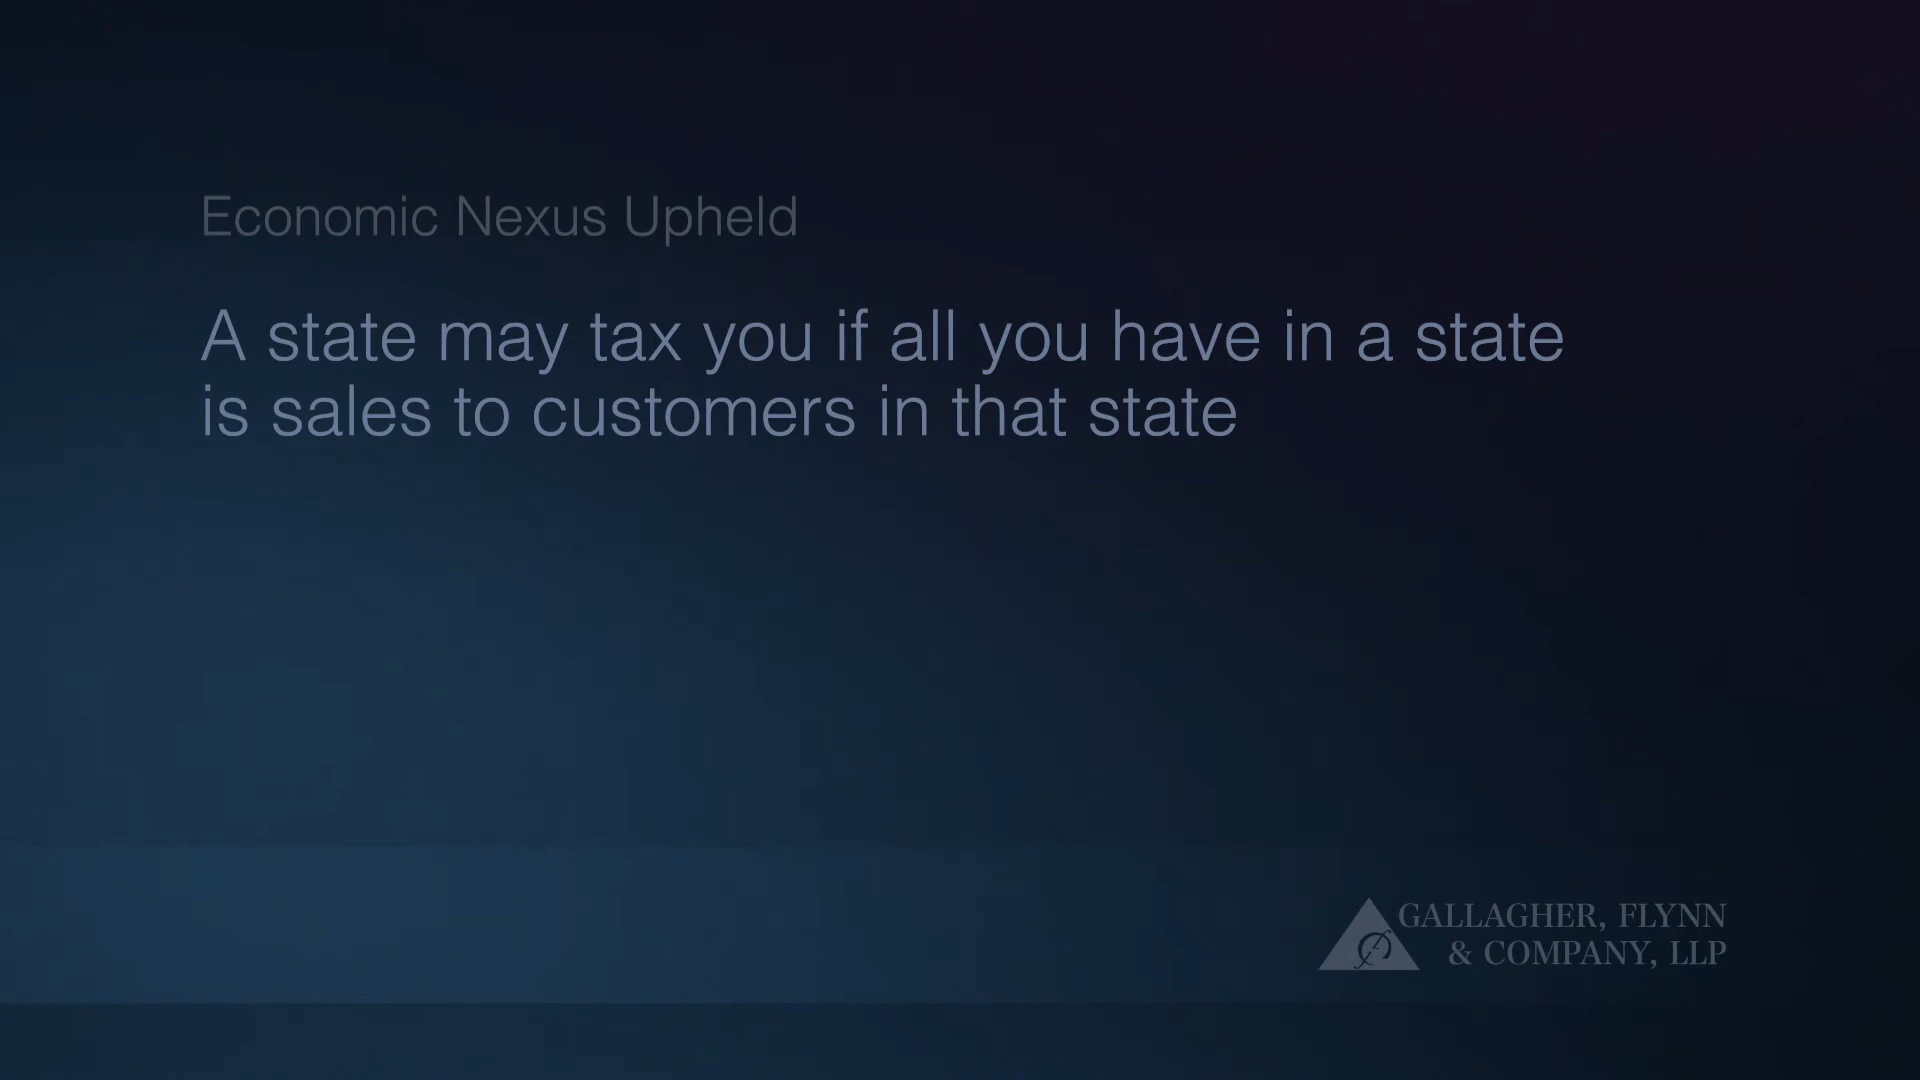 Economic Nexus Upheld
A state may tax you if all you have in a state
is sales to customers in that state
GALLAGHER, FLYNN
& COMPANY, LLP